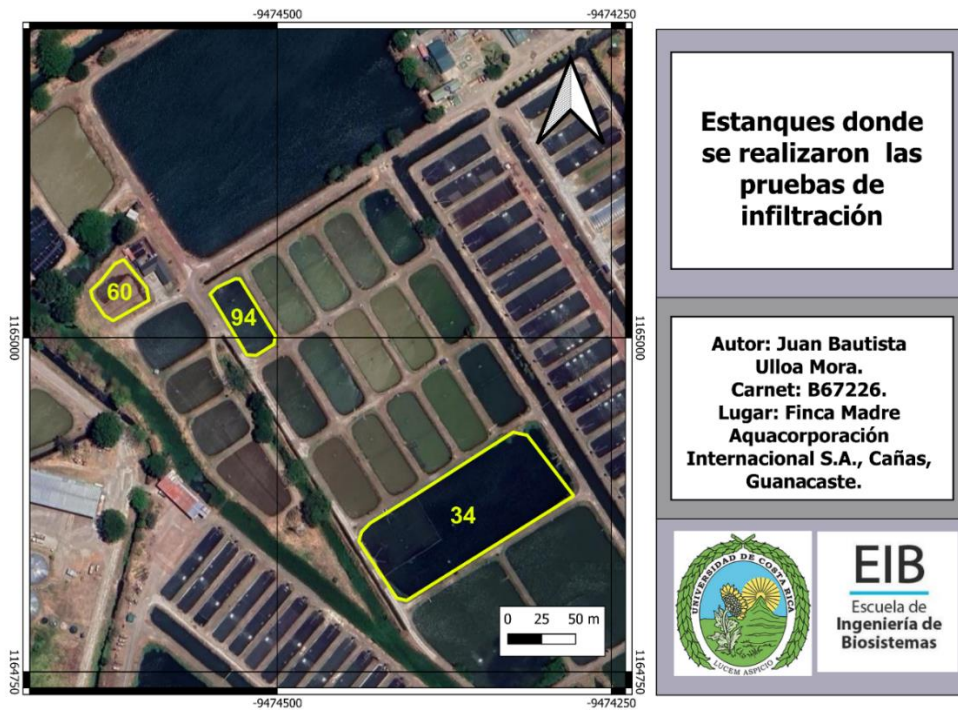 -9474500
-9474250
1165000
1165000
1164750
1164750
60
94
34
0 25 50 m
-9474500
-9474250
Estanques donde
se realizaron las
pruebas de
infiltración
Autor: Juan Bautista
Ulloa Mora.
Carnet: B67226.
Lugar: Finca Madre
Aquacorporación
Internacional S.A., Cañas,
Guanacaste.
UNIVERSIDAD DE COSTA RICA
LUCEM ASPICIO
EIB
Escuela de
Ingeniería de
Biosistemas